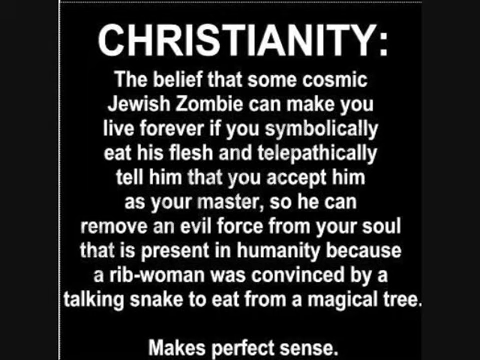 CHRISTIANITY:
The belief that some cosmic
Jewish Zombie can make you
live forever if you symbolically
eat his flesh and telepathically
tell him that you accept him
as your master, so he can
remove an evil force from your soul
that is present in humanity because
a rib-woman was convinced by a
talking snake to eat from a magical tree.
Makes perfect sense.